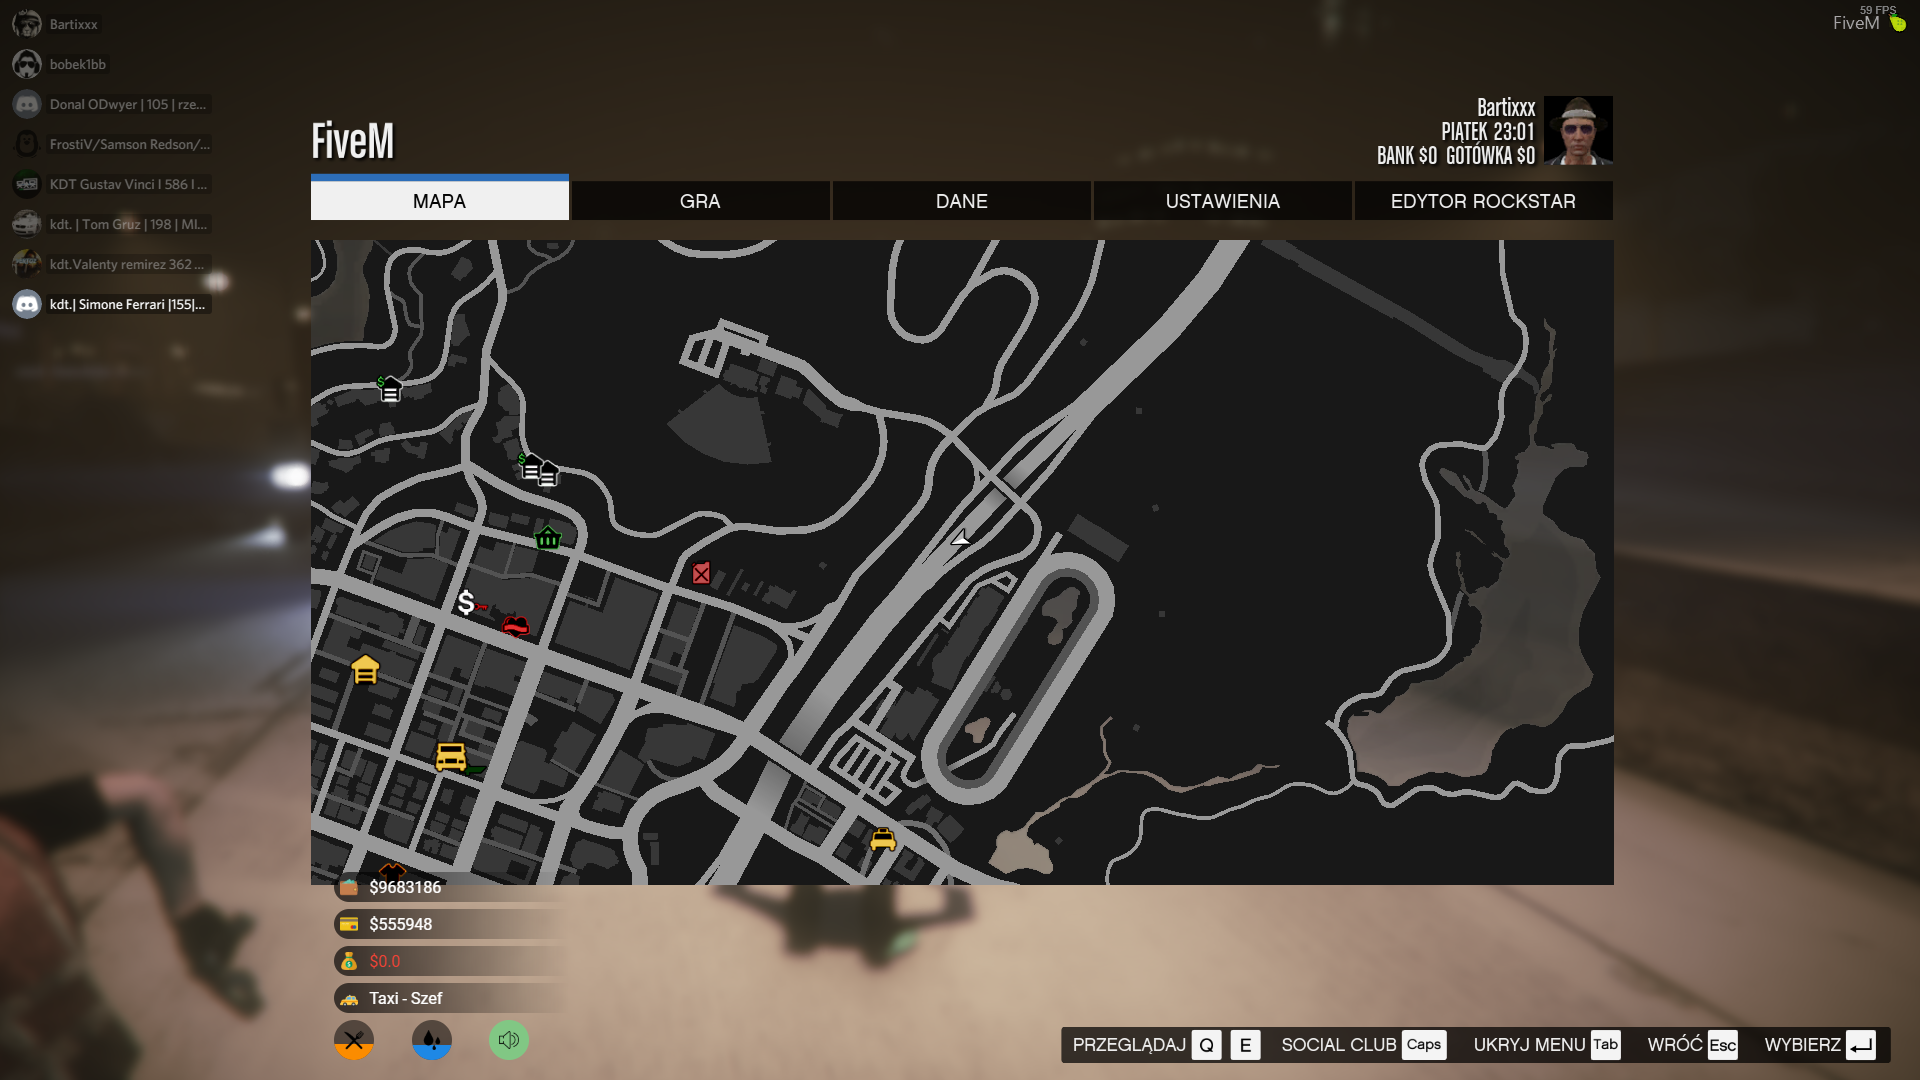 59 FPS
FiveM
Bartixxx
bobek1bb
Donal ODwyer | 105 | rze...
FrostiV/Samson Redson/...
KDT Gustav Vinci I 586 I ...
kdt. | Tom Gruz | 198 | MI...
kdt.Valenty remirez 362 ...
kdt.| Simone Ferrari |155|...
FiveM
Bartixxx
PIĄTEK 23:01
BANK $0 GOTÓWKA $0
MAPA
GRA
DANE
USTAWIENIA
EDYTOR ROCKSTAR
$9683186
$555948
$0.0
Taxi - Szef
PRZEGLĄDAJ Q E SOCIAL CLUB Caps UKRYJ MENU Tab WRÓĆ Esc WYBIERZ